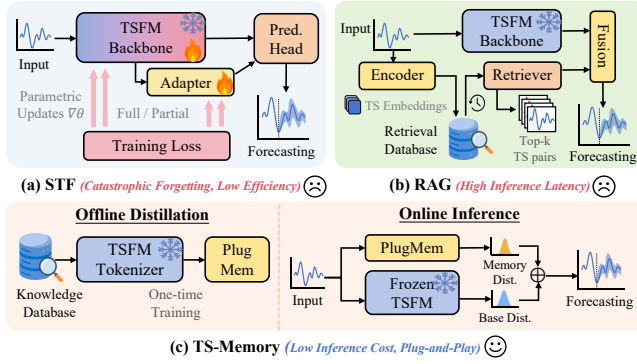 Input
TSFM
Backbone
Pred.
Head
Adapter
Parametric
Updates ∇θ
Full / Partial
Training Loss
Forecasting
(a) STF (Catastrophic Forgetting, Low Efficiency)
Input
TSFM
Backbone
Fusion
Encoder
Retriever
TS Embeddings
Retrieval
Database
Top-k
TS pairs
Forecasting
(b) RAG (High Inference Latency)
Offline Distillation
TSFM
Tokenizer
Plug
Mem
Knowledge
Database
One-time
Training
Online Inference
Input
PlugMem
Memory
Dist.
Frozen
TSFM
Base Dist.
Forecasting
(c) TS-Memory (Low Inference Cost, Plug-and-Play)